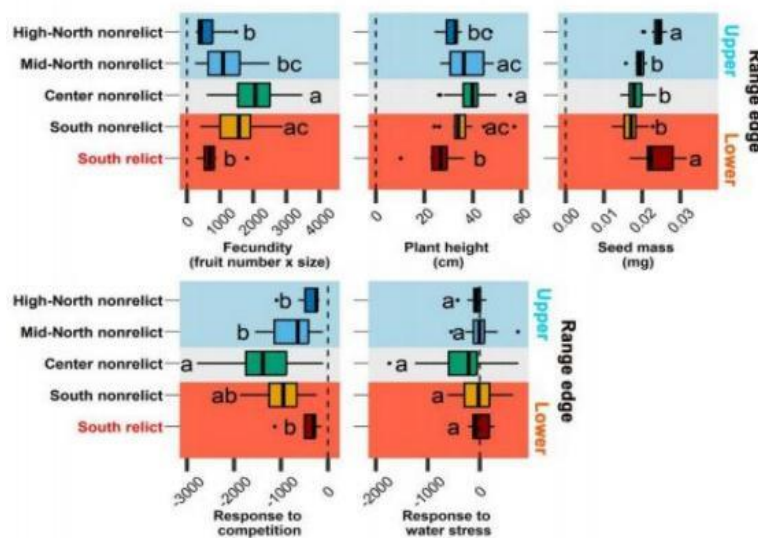 High-North nonrelict
b
bc
a
Mid-North nonrelict
bc
ac
b
Center nonrelict
a
a
b
South nonrelict
ac
b
South relict
b
b
a
Upper
Lower
Range edge
0
1000
2000
3000
4000
0
20
40
60
0.00
0.01
0.02
0.03
Fecundity
(fruit number x size)
Plant height
(cm)
Seed mass
(mg)
High-North nonrelict
b
a
Mid-North nonrelict
b
a
Center nonrelict
a
a
South nonrelict
ab
a
South relict
b
a
Upper
Lower
Range edge
-3000
-2000
-1000
0
-2000
-1000
0
Response to
competition
Response to
water stress